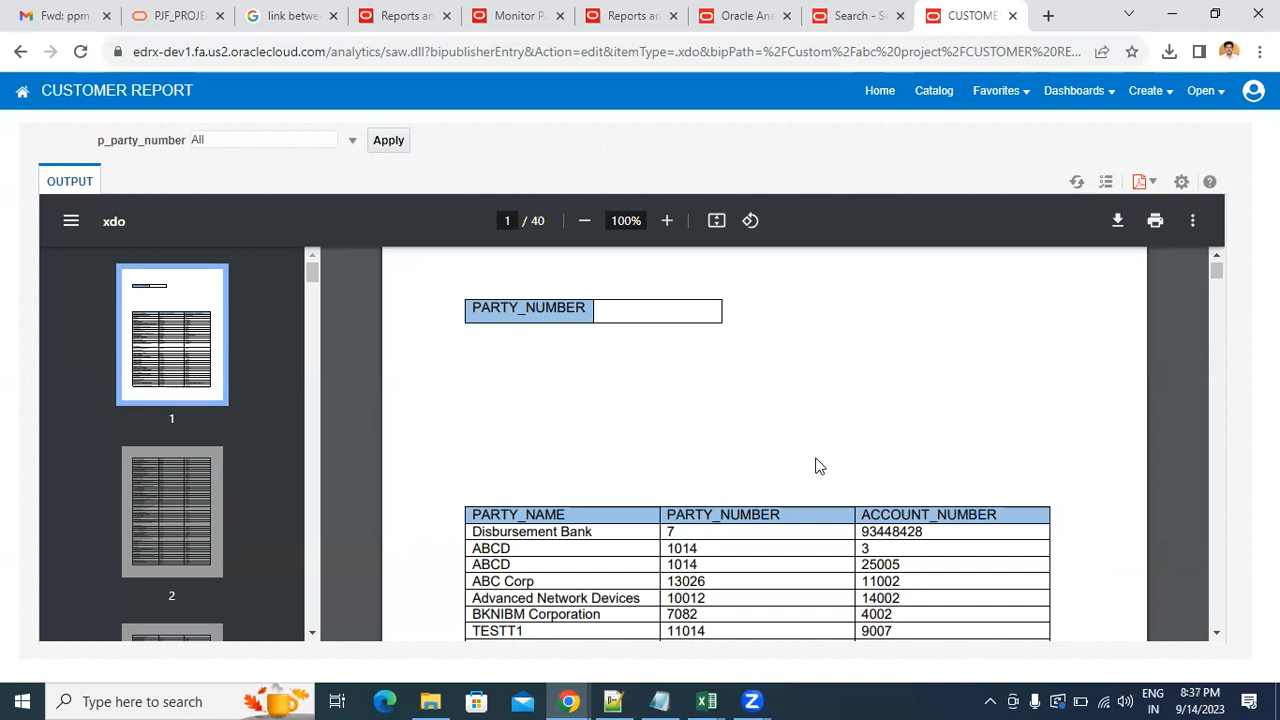 Fwd: ppm
PJF_PROJE
link betwe
Reports an
Monitor P
Reports an
Oracle Ana
Search - Se
CUSTOME
edrx-dev1.fa.us2.oraclecloud.com/analytics/saw.dll?bipublisherEntry&Action=edit&itemType=.xdo&bipPath=%2FCustom%2Fabc%20project%2FCUSTOMER%20RE...
CUSTOMER REPORT
Home Catalog Favorites Dashboards Create Open
p_party_number All Apply
OUTPUT
xdo 1 / 40 100%
PARTY_NUMBER
1
2
PARTY_NAME PARTY_NUMBER ACCOUNT_NUMBER
Disbursement Bank 7 93448428
ABCD 1014 3
ABCD 1014 25005
ABC Corp 13026 11002
Advanced Network Devices 10012 14002
BKNIBM Corporation 7082 4002
TESTT1 11014 9007
Type here to search
ENG
IN
8:37 PM
9/14/2023